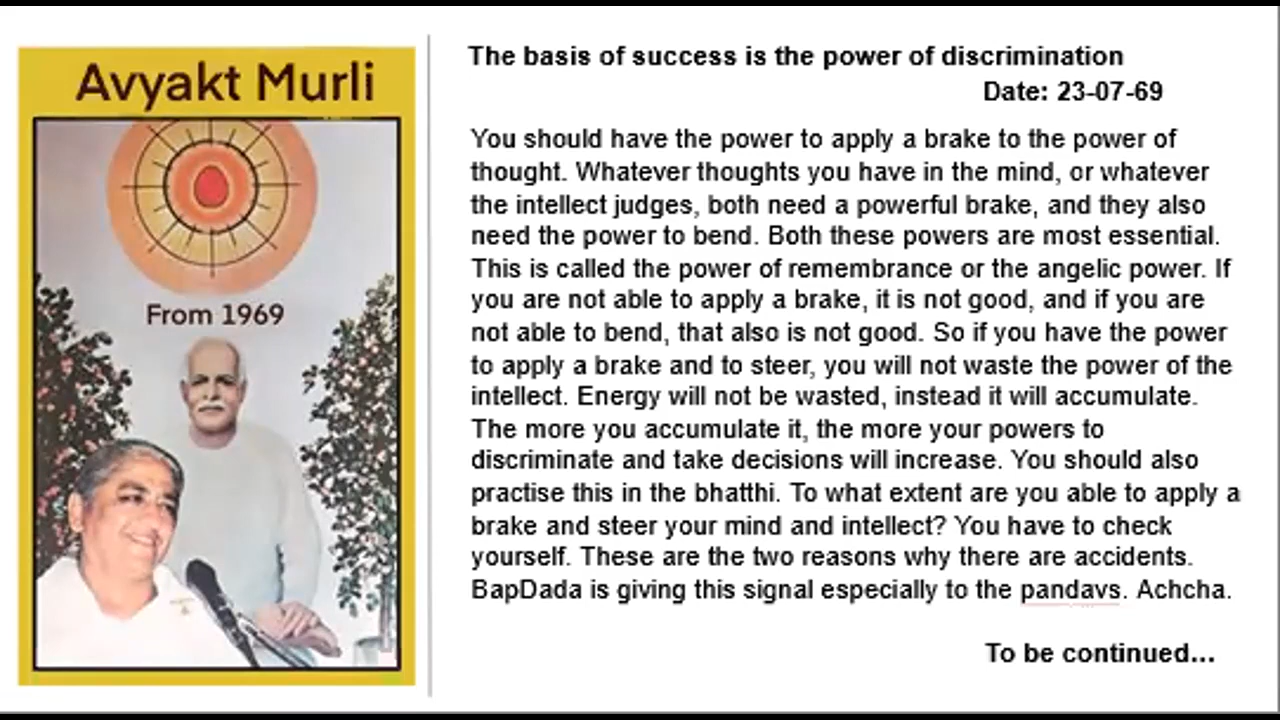 Avyakt Murli
From 1969
The basis of success is the power of discrimination
Date: 23-07-69
You should have the power to apply a brake to the power of
thought. Whatever thoughts you have in the mind, or whatever
the intellect judges, both need a powerful brake, and they also
need the power to bend. Both these powers are most essential.
This is called the power of remembrance or the angelic power. If
you are not able to apply a brake, it is not good, and if you are
not able to bend, that also is not good. So if you have the power
to apply a brake and to steer, you will not waste the power of the
intellect. Energy will not be wasted, instead it will accumulate.
The more you accumulate it, the more your powers to
discriminate and take decisions will increase. You should also
practise this in the bhatthi. To what extent are you able to apply a
brake and steer your mind and intellect? You have to check
yourself. These are the two reasons why there are accidents.
BapDada is giving this signal especially to the pandavs. Achcha.
To be continued...